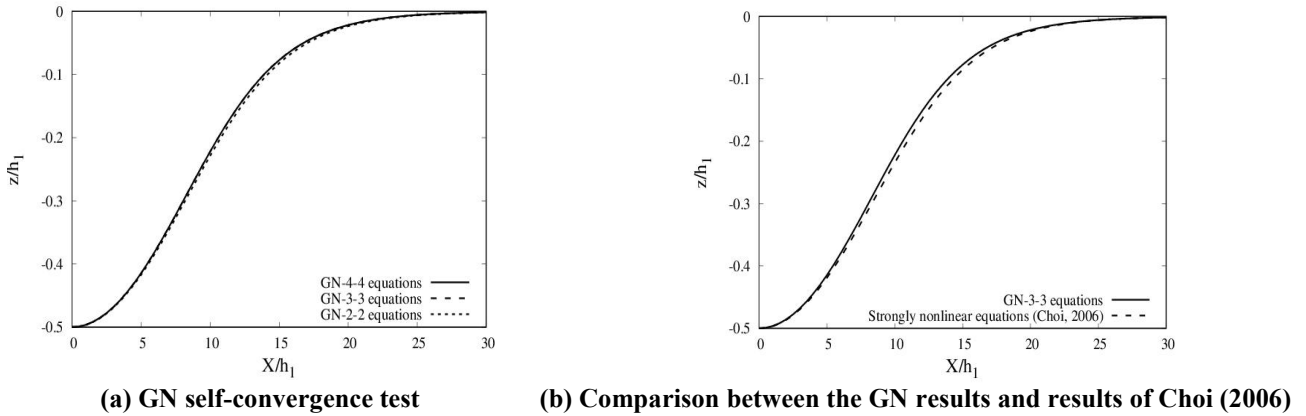 0
-0.1
-0.2
-0.3
-0.4
-0.5
z/h1
0 5 10 15 20 25 30
X/h1
GN-4-4 equations
GN-3-3 equations
GN-2-2 equations
(a) GN self-convergence test
0
-0.1
-0.2
-0.3
-0.4
-0.5
z/h1
0 5 10 15 20 25 30
X/h1
GN-3-3 equations
Strongly nonlinear equations (Choi, 2006)
(b) Comparison between the GN results and results of Choi (2006)